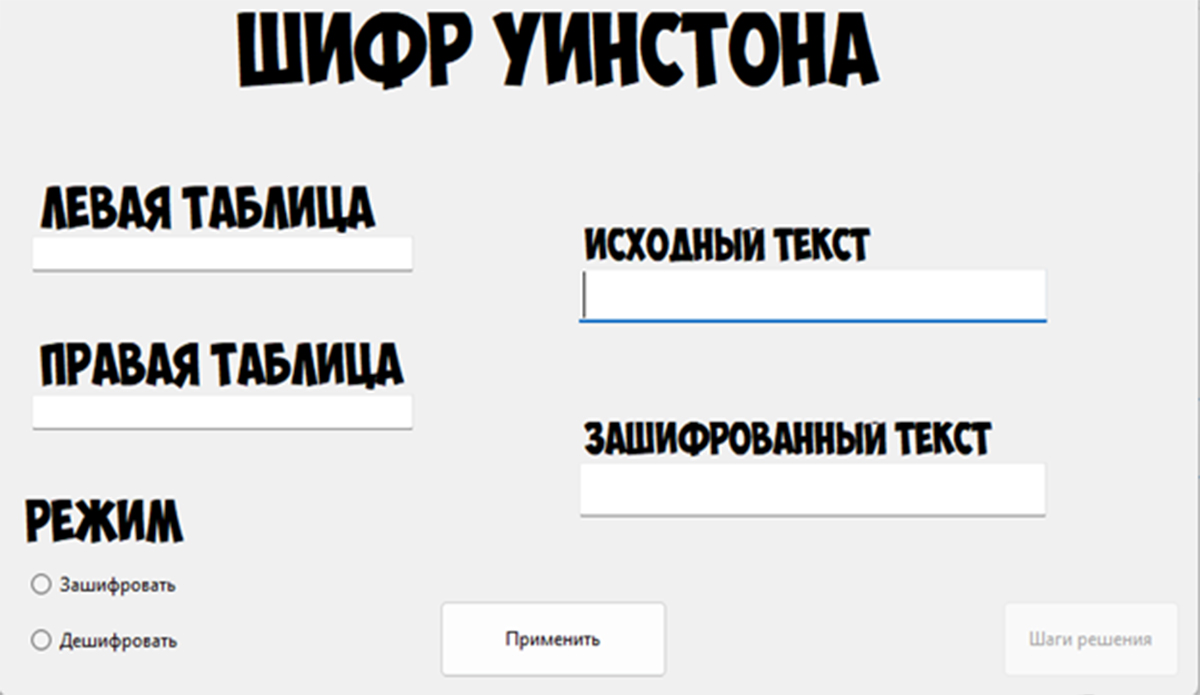 ШИФР УИНСТОНА
ЛЕВАЯ ТАБЛИЦА
ПРАВАЯ ТАБЛИЦА
РЕЖИМ
Зашифровать
Дешифровать
ИСХОДНЫЙ ТЕКСТ
ЗАШИФРОВАННЫЙ ТЕКСТ
Применить
Шаги решения